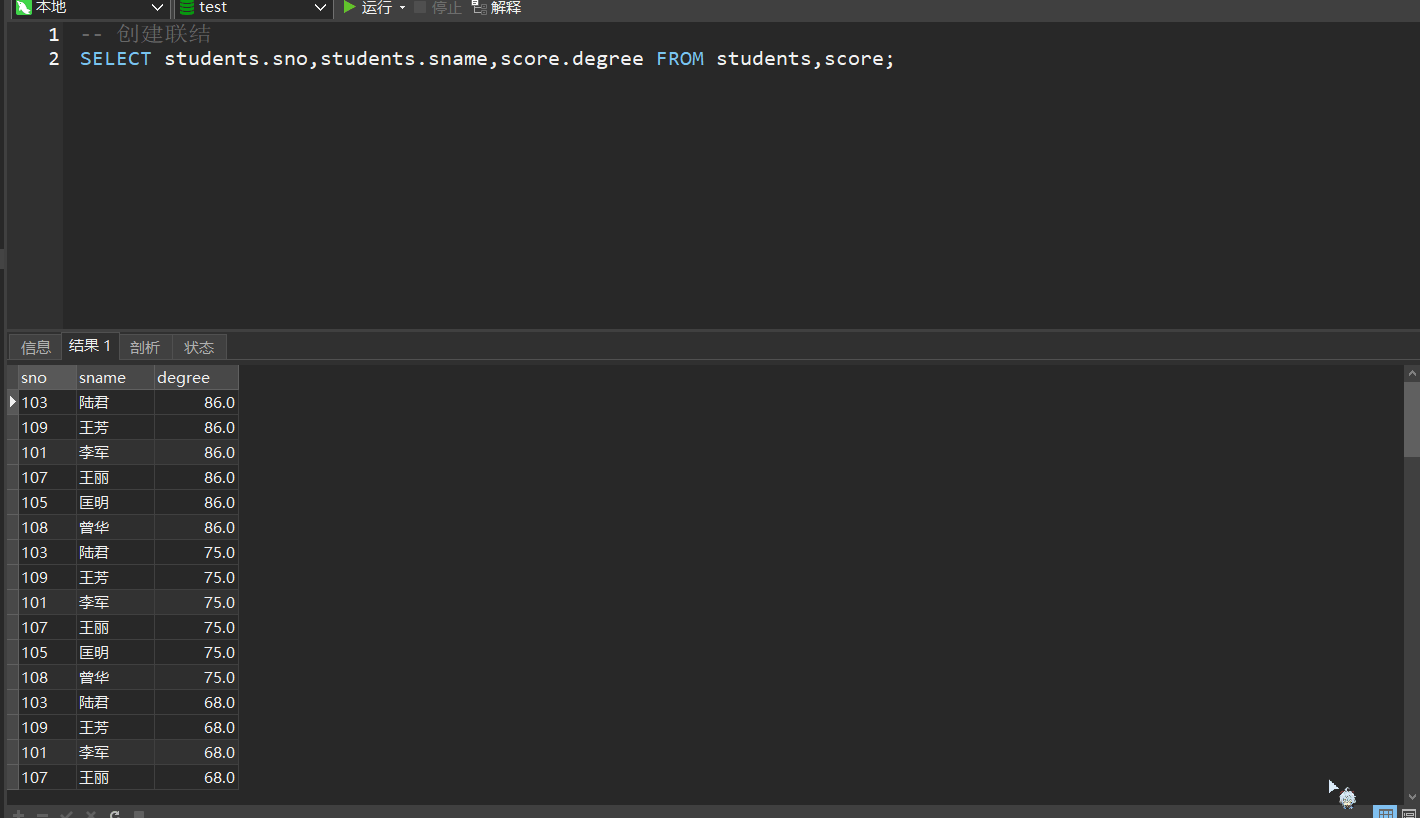 本地 test 运行 停止 解释
1 -- 创建联结
2 SELECT students.sno,students.sname,score.degree FROM students,score;
信息 结果 1 剖析 状态
sno sname degree
103 陆君 86.0
109 王芳 86.0
101 李军 86.0
107 王丽 86.0
105 匡明 86.0
108 曾华 86.0
103 陆君 75.0
109 王芳 75.0
101 李军 75.0
107 王丽 75.0
105 匡明 75.0
108 曾华 75.0
103 陆君 68.0
109 王芳 68.0
101 李军 68.0
107 王丽 68.0